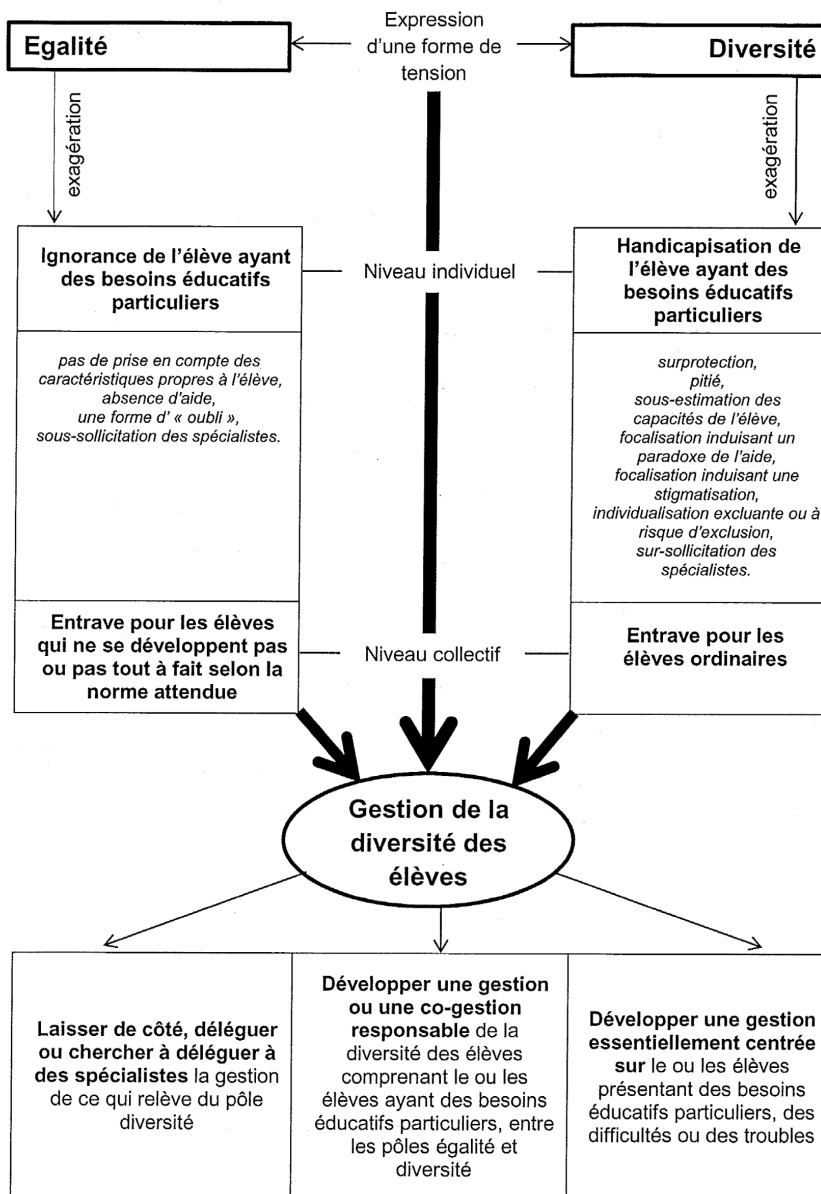 Egalité
Expression
d'une forme de
tension
Diversité
exagération
exagération
Ignorance de l'élève ayant
des besoins éducatifs
particuliers
Niveau individuel
Handicapisation de
l'élève ayant des
besoins éducatifs
particuliers
pas de prise en compte des
caractéristiques propres à l'élève,
absence d'aide,
une forme d' « oubli »,
sous-sollicitation des spécialistes.
surprotection,
pitié,
sous-estimation des
capacités de l'élève,
focalisation induisant un
paradoxe de l'aide,
focalisation induisant une
stigmatisation,
individualisation excluante ou à
risque d'exclusion,
sur-sollicitation des
spécialistes.
Entrave pour les élèves
qui ne se développent pas
ou pas tout à fait selon la
norme attendue
Niveau collectif
Entrave pour les
élèves ordinaires
Gestion de la
diversité des
élèves
Laisser de côté, déléguer
ou chercher à déléguer à
des spécialistes la gestion
de ce qui relève du pôle
diversité
Développer une gestion
ou une co-gestion
responsable de la
diversité des élèves
comprenant le ou les
élèves ayant des besoins
éducatifs particuliers, entre
les pôles égalité et
diversité
Développer une gestion
essentiellement centrée
sur le ou les élèves
présentant des besoins
éducatifs particuliers, des
difficultés ou des troubles